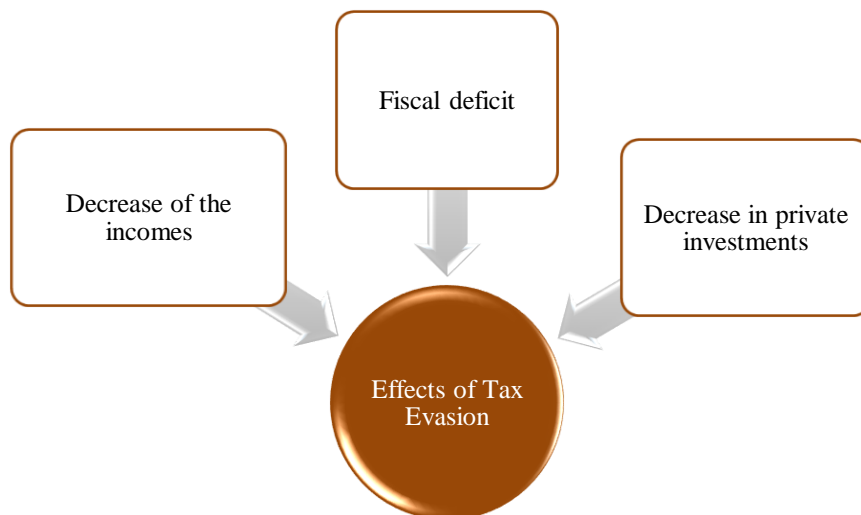 Fiscal deficit
Decrease of the
incomes
Decrease in private
investments
Effects of Tax
Evasion